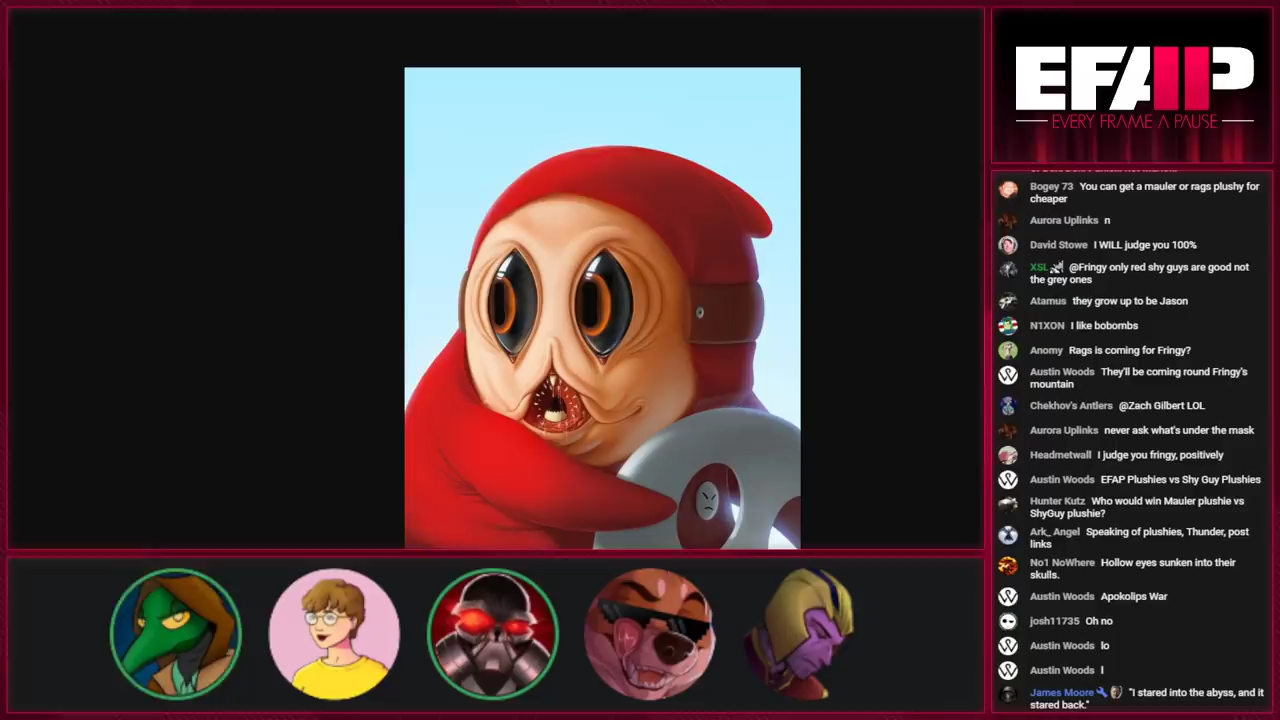 EFAP
EVERY FRAME A PAUSE
Bogey 73 You can get a mauler or rags plushy for
cheaper
Aurora Uplinks n
David Stowe I WILL judge you 100%
XSL @Fringy only red shy guys are good not
the grey ones
Atamus they grow up to be Jason
N1XON I like bobombs
Anomy Rags is coming for Fringy?
Austin Woods They'll be coming round Fringy's
mountain
Chekhov's Antlers @Zach Gilbert LOL
Aurora Uplinks never ask what's under the mask
Headmetwall I judge you fringy, positively
Austin Woods EFAP Plushies vs Shy Guy Plushies
Hunter Kutz Who would win Mauler plushie vs
ShyGuy plushie?
Ark_Angel Speaking of plushies, Thunder, post
links
No1 NoWhere Hollow eyes sunken into their
skulls.
Austin Woods Apokolips War
josh11735 Oh no
Austin Woods lo
Austin Woods l
James Moore "I stared into the abyss, and it
stared back."